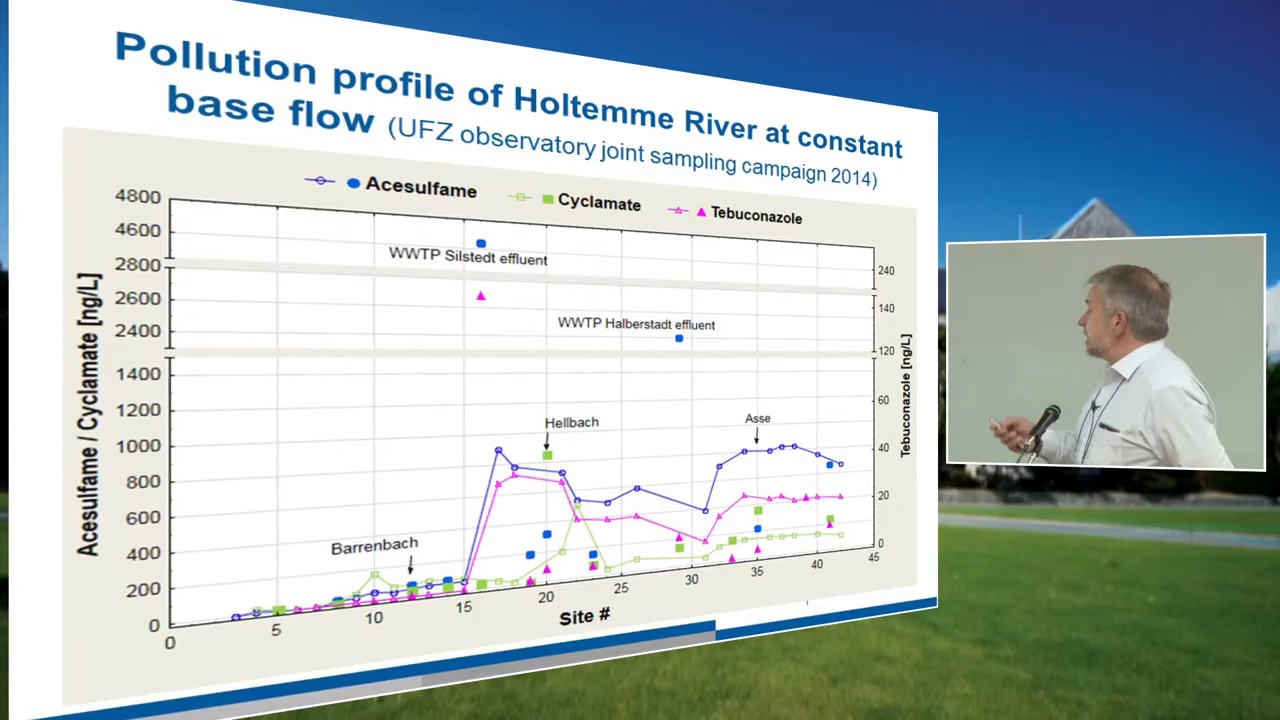 Pollution profile of Holtemme River at constant
base flow (UFZ observatory joint sampling campaign 2014)
Acesulfame Cyclamate Tebuconazole
Acesulfame / Cyclamate [ng/L]
4800
4600
2800
2600
2400
1400
1200
1000
800
600
400
200
0
WWTP Silstedt effluent
WWTP Halberstadt effluent
Hellbach
Asse
Barrenbach
240
140
120
60
40
20
0
Tebuconazole [ng/L]
0 5 10 15 20 25 30 35 40 45
Site #